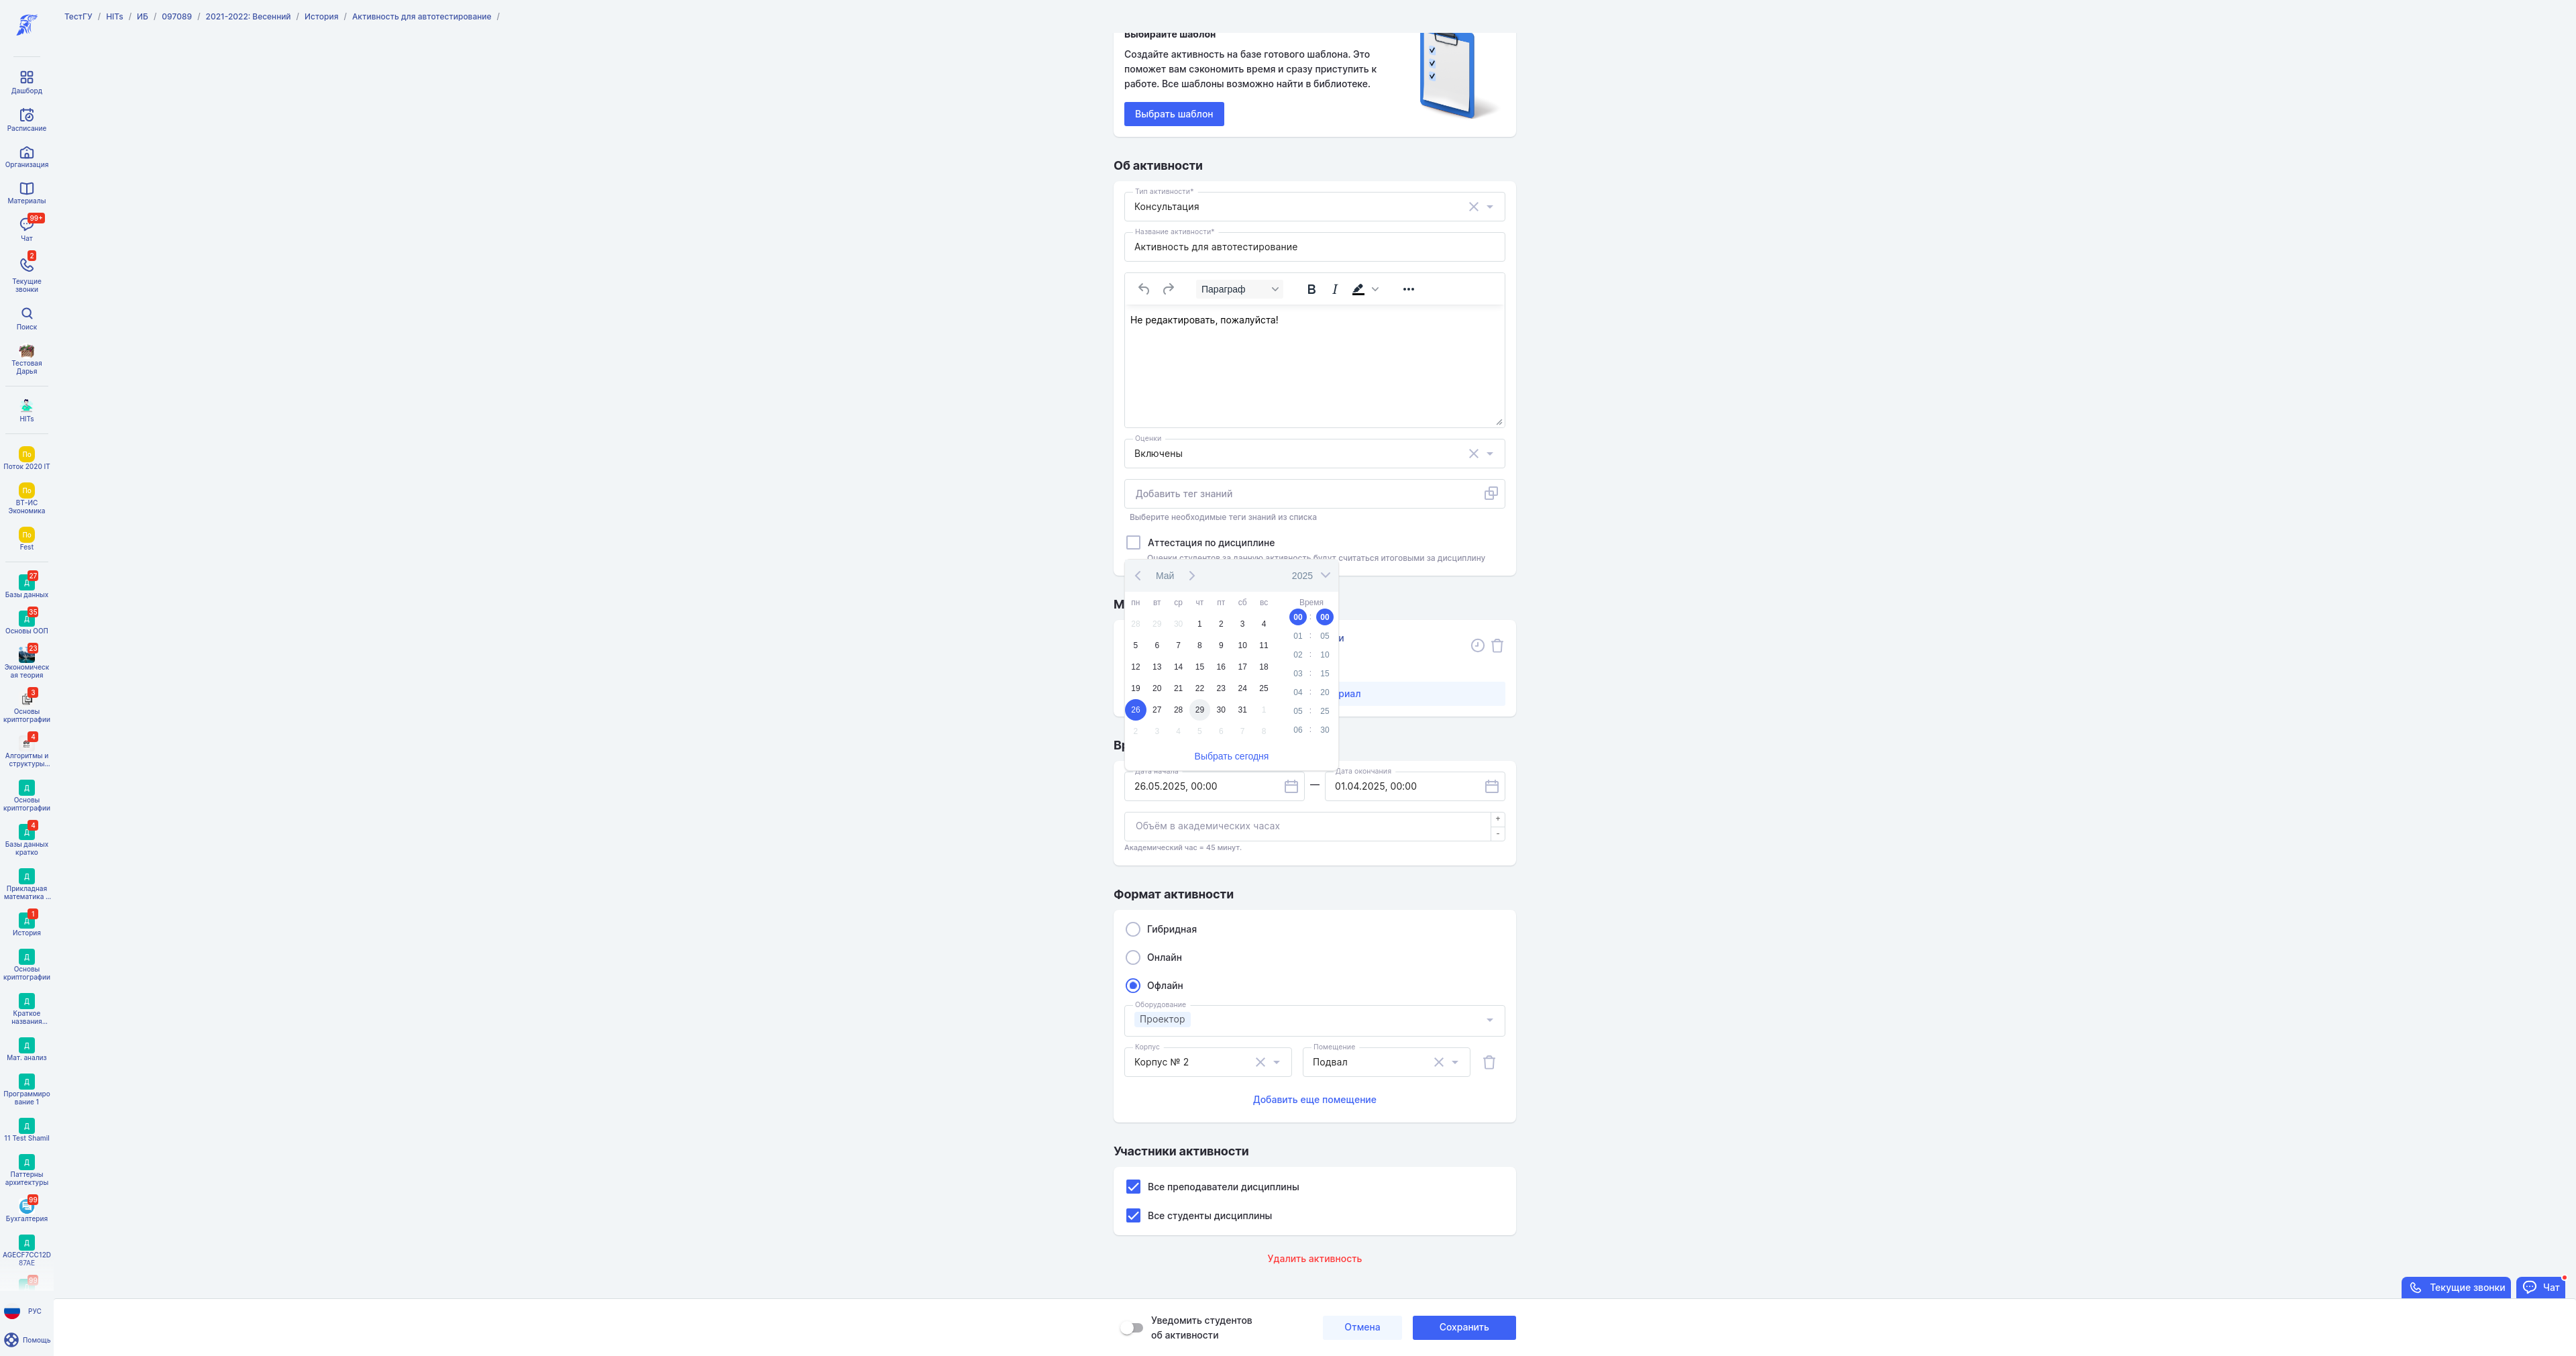 ТестГУ / HITs / ИБ / 097089 / 2021-2022: Весенний / История / Активность для автотестирование /
Дашборд
Расписание
Организация
Материалы
99+
Чат
2
Текущие
звонки
Поиск
Тестовая
Дарья
HITs
По
Поток 2020 IT
По
ВТ-ИС
Экономика
По
Fest
Д
27
Базы данных
Д
35
Основы ООП
23
Экономическ
ая теория
3
Основы
криптографии
4
Алгоритмы и
структуры...
Д
Основы
криптографии
Д
4
Базы данных
кратко
Д
Прикладная
математика ...
Д
1
История
Д
Основы
криптографии
Д
Краткое
названия...
Д
Мат. анализ
Д
Программиро
вание 1
Д
11 Test Shamil
Д
Паттерны
архитектуры
99
Бухгалтерия
Д
AGECF7CC12D
87AE
99
РУС
Помощь
Выбирайте шаблон
Создайте активность на базе готового шаблона. Это
поможет вам сэкономить время и сразу приступить к
работе. Все шаблоны возможно найти в библиотеке.
Выбрать шаблон
Об активности
Тип активности*
Консультация
Название активности*
Активность для автотестирование
Параграф
B I
Не редактировать, пожалуйста!
Оценки
Включены
Добавить тег знаний
Выберите необходимые теги знаний из списка
Аттестация по дисциплине
Оценки студентов за данную активность будут считаться итоговыми за дисциплину
Май 2025
М
пн вт ср чт пт сб вс Время
28 29 30 1 2 3 4
5 6 7 8 9 10 11
12 13 14 15 16 17 18
19 20 21 22 23 24 25
26 27 28 29 30 31 1
2 3 4 5 6 7 8
00 : 00
01 : 05
02 : 10
03 : 15
04 : 20
05 : 25
06 : 30
и
риал
Выбрать сегодня
Вр
Дата начала
26.05.2025, 00:00
—
Дата окончания
01.04.2025, 00:00
Объём в академических часах
+
-
Академический час = 45 минут.
Формат активности
Гибридная
Онлайн
Офлайн
Оборудование
Проектор
Корпус
Корпус № 2
Помещение
Подвал
Добавить еще помещение
Участники активности
Все преподаватели дисциплины
Все студенты дисциплины
Удалить активность
Текущие звонки
Чат
Уведомить студентов
об активности
Отмена
Сохранить